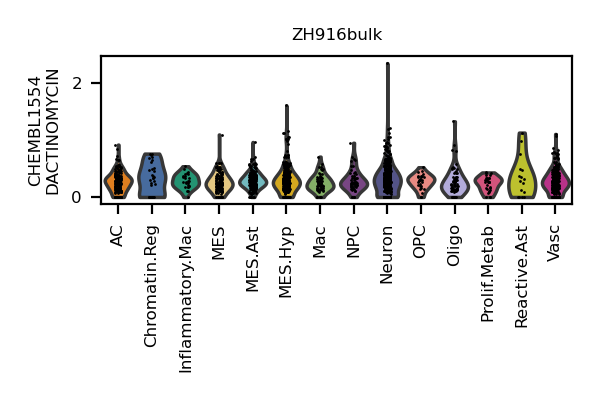 ZH916bulk
CHEMBL1554
DACTINOMYCIN
2
0
AC
Chromatin.Reg
Inflammatory.Mac
MES
MES.Ast
MES.Hyp
Mac
NPC
Neuron
OPC
Oligo
Prolif.Metab
Reactive.Ast
Vasc